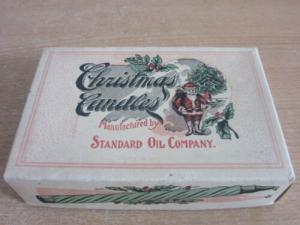 Christmas
Candles
Manufactured by
STANDARD OIL COMPANY.